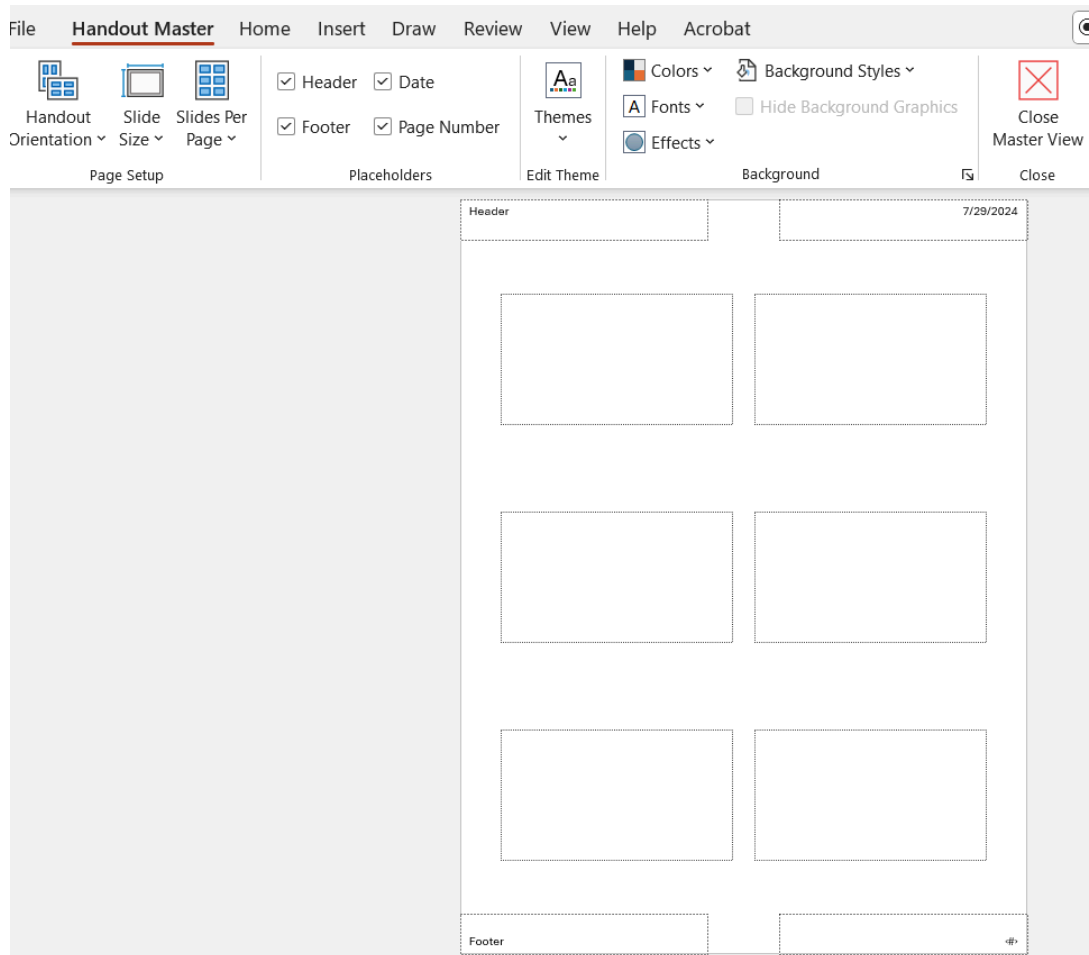 File Handout Master Home Insert Draw Review View Help Acrobat
Handout Orientation
Slide Size
Slides Per Page
Page Setup
Header
Date
Footer
Page Number
Placeholders
Themes
Edit Theme
Colors
Fonts
Effects
Background Styles
Hide Background Graphics
Background
Close Master View
Close
Header
7/29/2024
Footer
‹#›